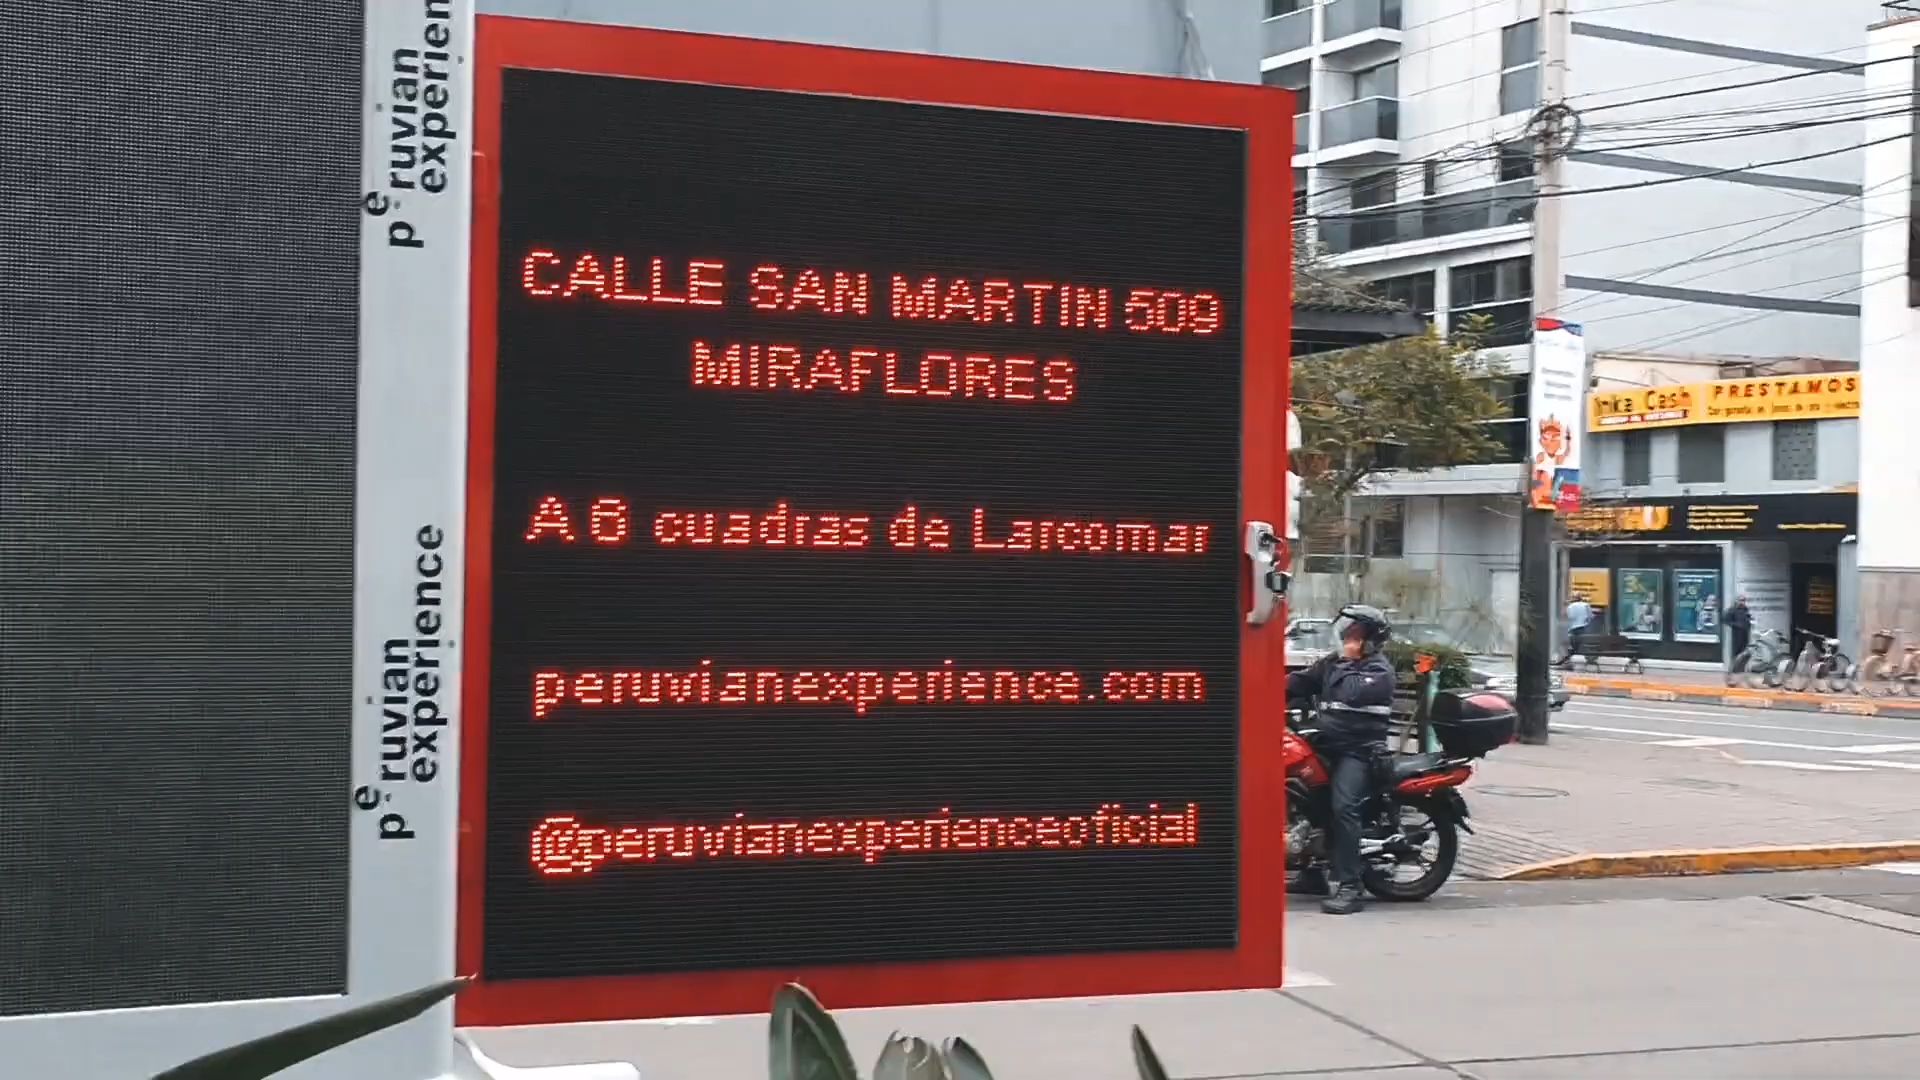 peruvian
experience
peruvian
experience
CALLE SAN MARTIN 509
MIRAFLORES
A 6 cuadras de Larcomar
peruvianexperience.com
@peruvianexperienceoficial
Inka Cash
PRESTAMOS